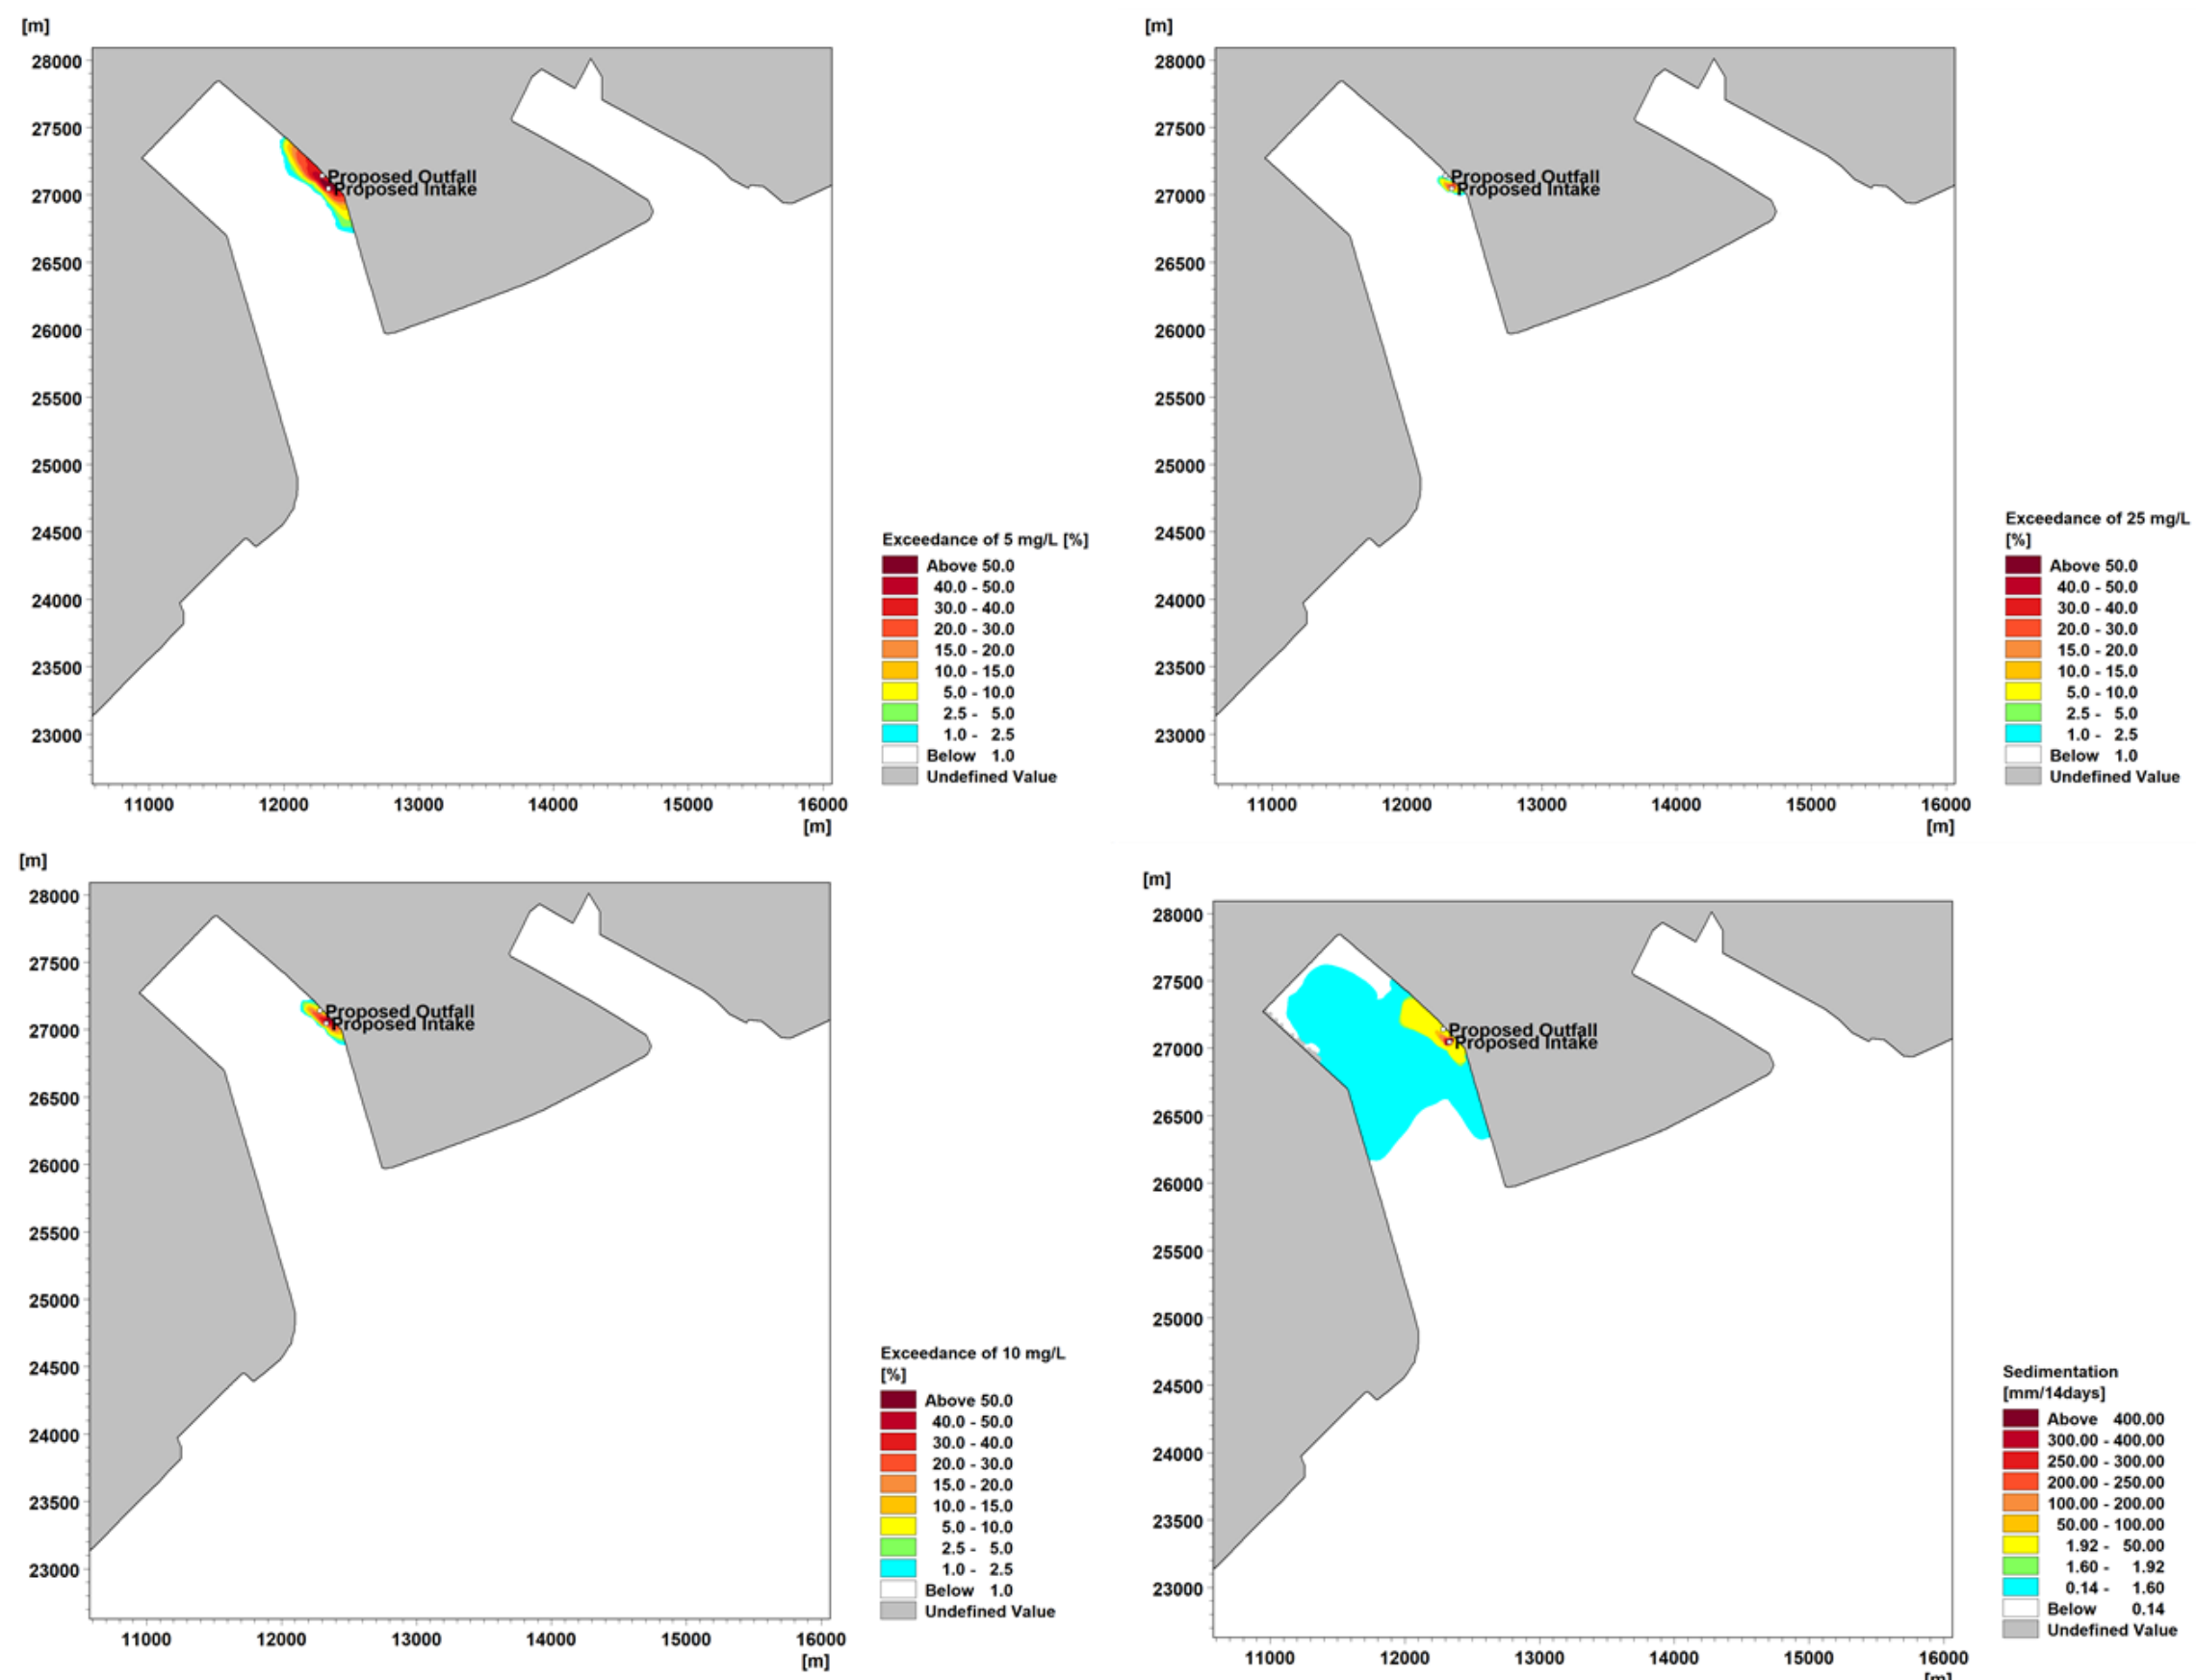 [m]
28000
27500
27000
26500
26000
25500
25000
24500
24000
23500
23000
11000 12000 13000 14000 15000 16000
[m]
Proposed Outfall
Proposed Intake
Exceedance of 5 mg/L [%]
Above 50.0
40.0 - 50.0
30.0 - 40.0
20.0 - 30.0
15.0 - 20.0
10.0 - 15.0
5.0 - 10.0
2.5 - 5.0
1.0 - 2.5
Below 1.0
Undefined Value
[m]
28000
27500
27000
26500
26000
25500
25000
24500
24000
23500
23000
11000 12000 13000 14000 15000 16000
[m]
Proposed Outfall
Proposed Intake
Exceedance of 25 mg/L
[%]
Above 50.0
40.0 - 50.0
30.0 - 40.0
20.0 - 30.0
15.0 - 20.0
10.0 - 15.0
5.0 - 10.0
2.5 - 5.0
1.0 - 2.5
Below 1.0
Undefined Value
[m]
28000
27500
27000
26500
26000
25500
25000
24500
24000
23500
23000
11000 12000 13000 14000 15000 16000
[m]
Proposed Outfall
Proposed Intake
Exceedance of 10 mg/L
[%]
Above 50.0
40.0 - 50.0
30.0 - 40.0
20.0 - 30.0
15.0 - 20.0
10.0 - 15.0
5.0 - 10.0
2.5 - 5.0
1.0 - 2.5
Below 1.0
Undefined Value
[m]
28000
27500
27000
26500
26000
25500
25000
24500
24000
23500
23000
11000 12000 13000 14000 15000 16000
[m]
Proposed Outfall
Proposed Intake
Sedimentation
[mm/14days]
Above 400.00
300.00 - 400.00
250.00 - 300.00
200.00 - 250.00
100.00 - 200.00
50.00 - 100.00
1.92 - 50.00
1.60 - 1.92
0.14 - 1.60
Below 0.14
Undefined Value